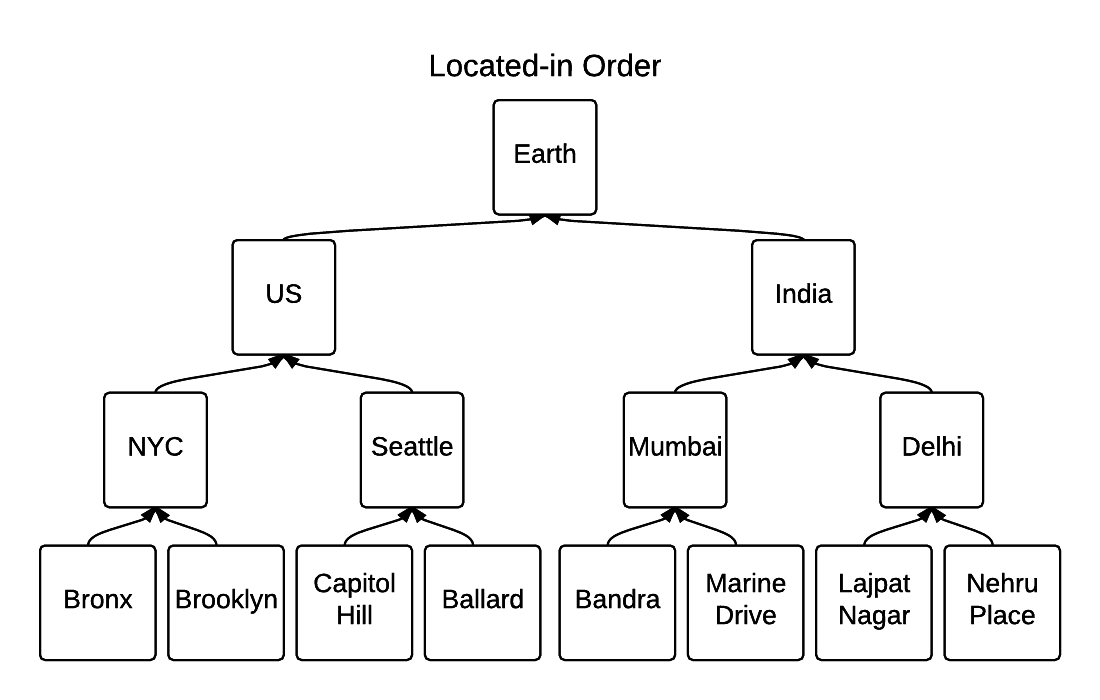 Located-in Order
Earth
US
India
NYC
Seattle
Mumbai
Delhi
Bronx
Brooklyn
Capitol
Hill
Ballard
Bandra
Marine
Drive
Lajpat
Nagar
Nehru
Place